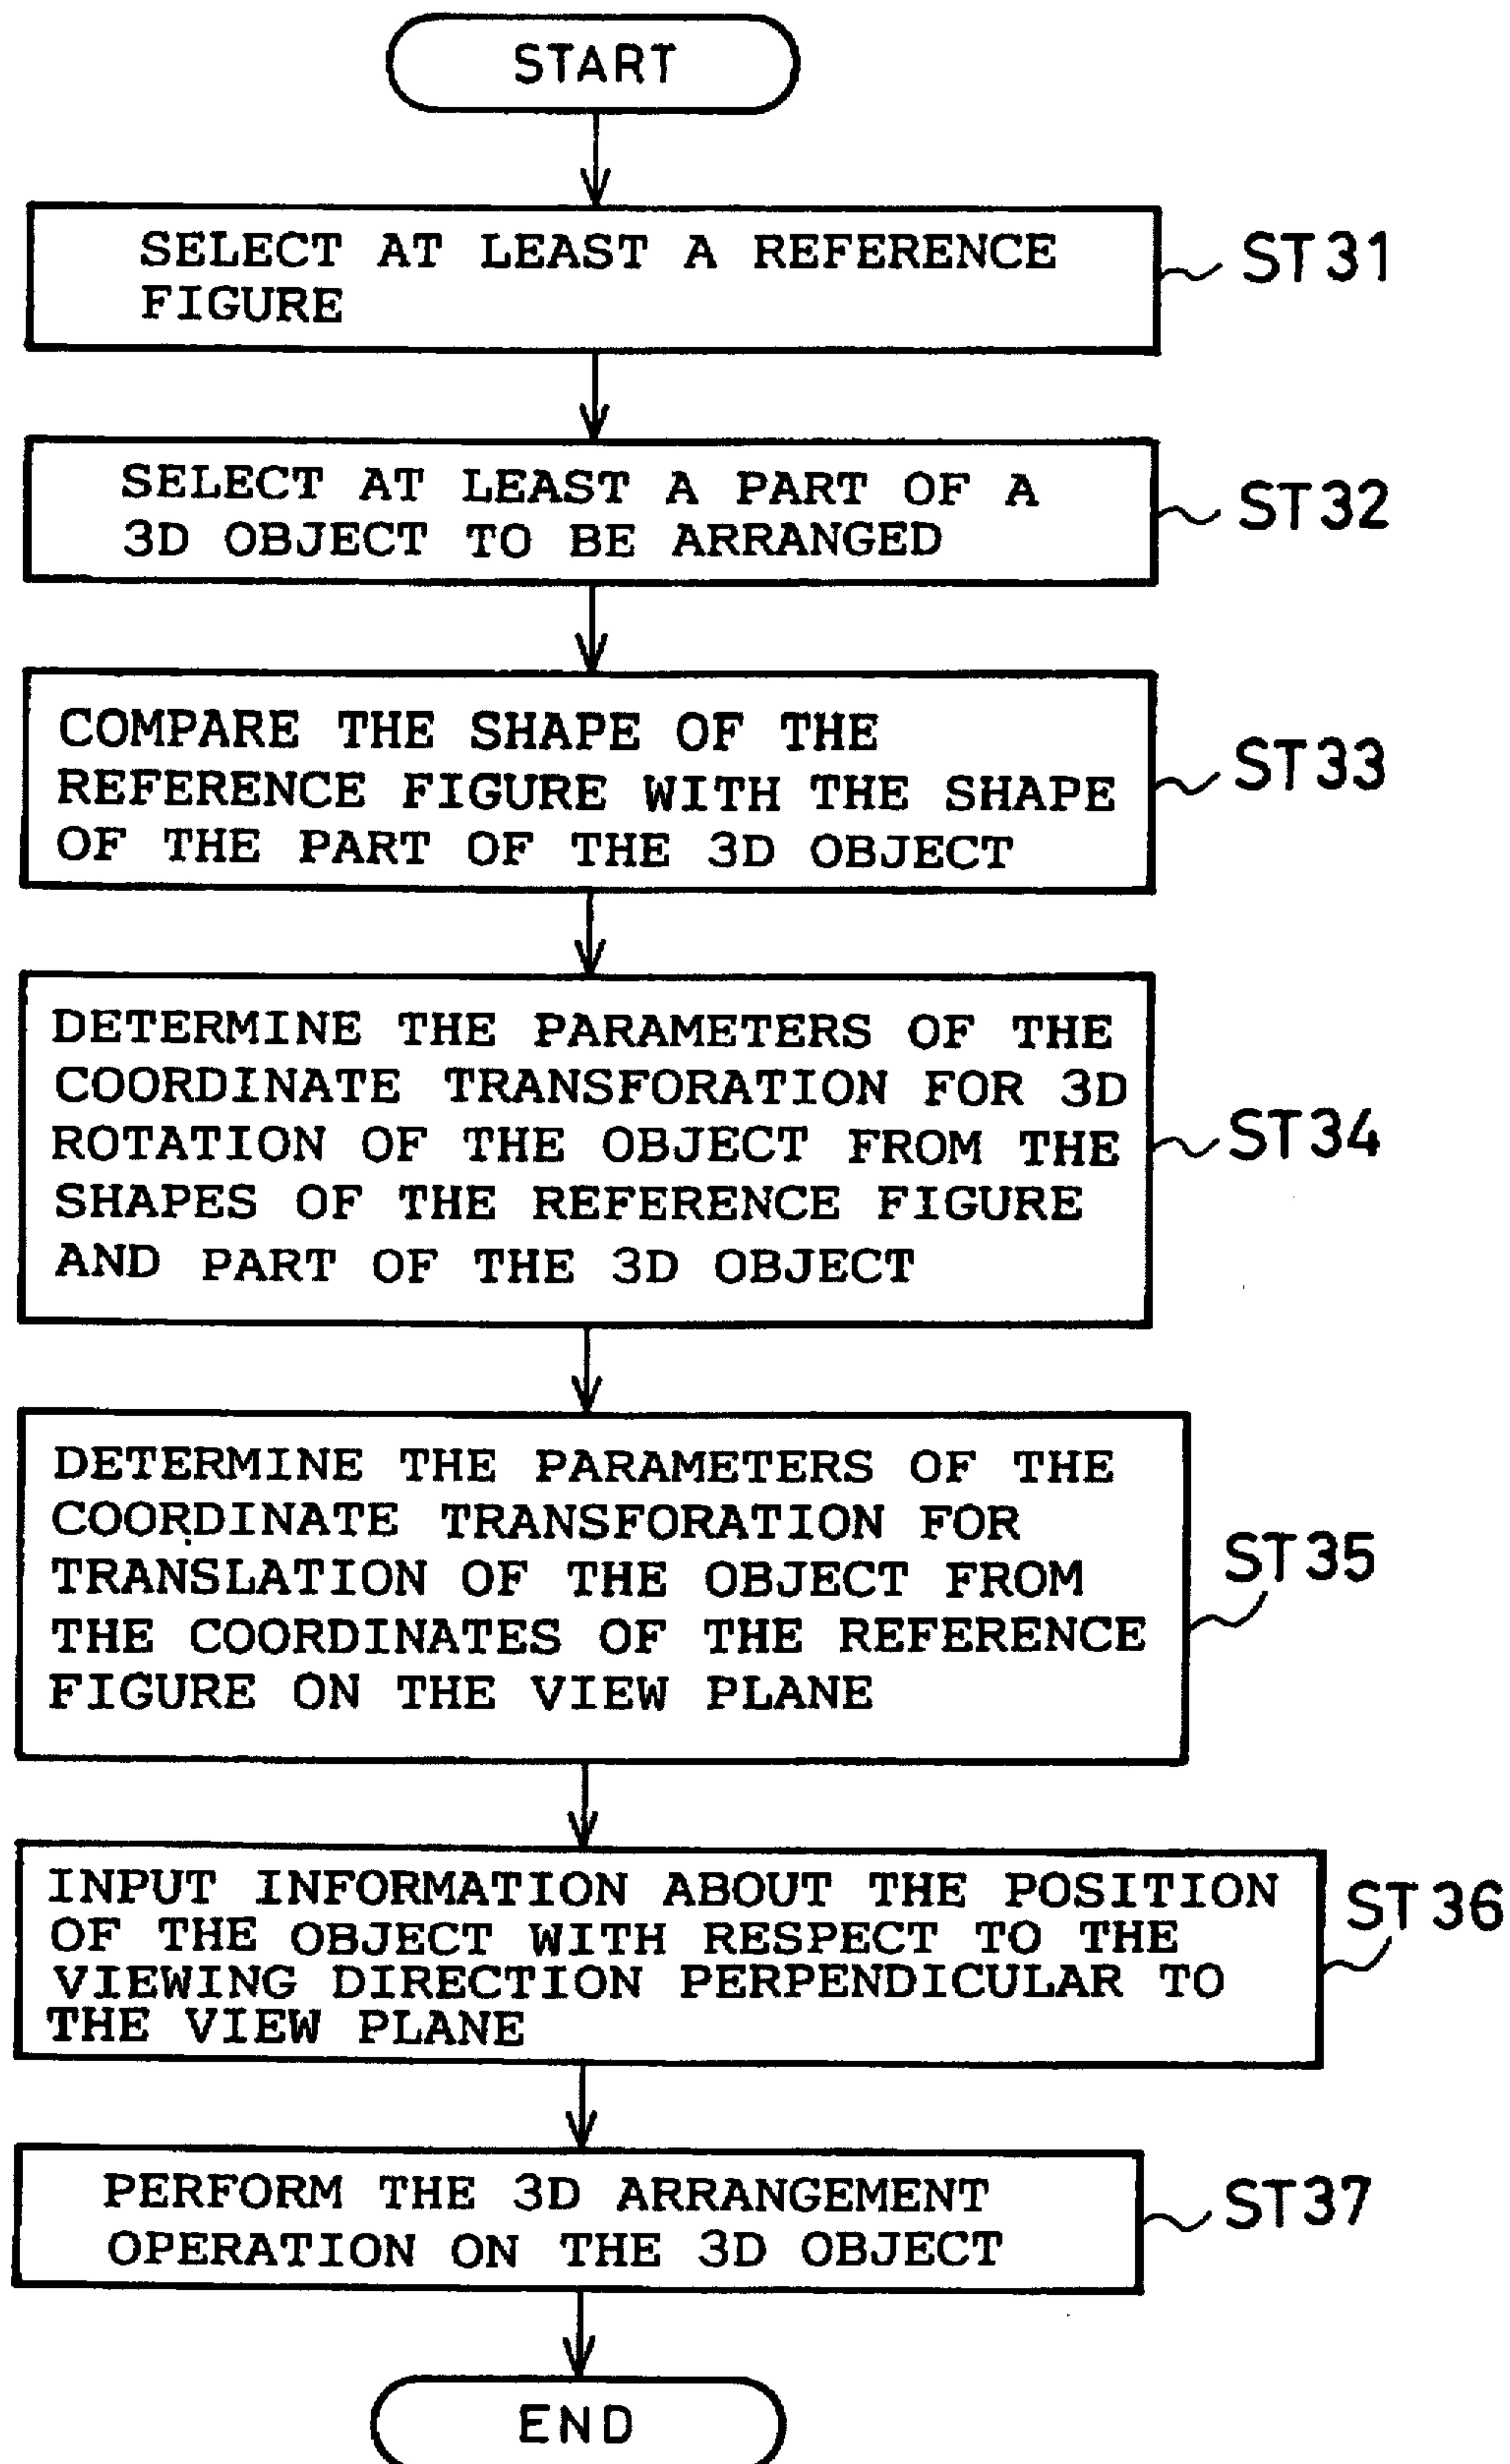 START
SELECT AT LEAST A REFERENCE
FIGURE
ST31
SELECT AT LEAST A PART OF A
3D OBJECT TO BE ARRANGED
ST32
COMPARE THE SHAPE OF THE
REFERENCE FIGURE WITH THE SHAPE
OF THE PART OF THE 3D OBJECT
ST33
DETERMINE THE PARAMETERS OF THE
COORDINATE TRANSFORATION FOR 3D
ROTATION OF THE OBJECT FROM THE
SHAPES OF THE REFERENCE FIGURE
AND PART OF THE 3D OBJECT
ST34
DETERMINE THE PARAMETERS OF THE
COORDINATE TRANSFORATION FOR
TRANSLATION OF THE OBJECT FROM
THE COORDINATES OF THE REFERENCE
FIGURE ON THE VIEW PLANE
ST35
INPUT INFORMATION ABOUT THE POSITION
OF THE OBJECT WITH RESPECT TO THE
VIEWING DIRECTION PERPENDICULAR TO
THE VIEW PLANE
ST36
PERFORM THE 3D ARRANGEMENT
OPERATION ON THE 3D OBJECT
ST37
END